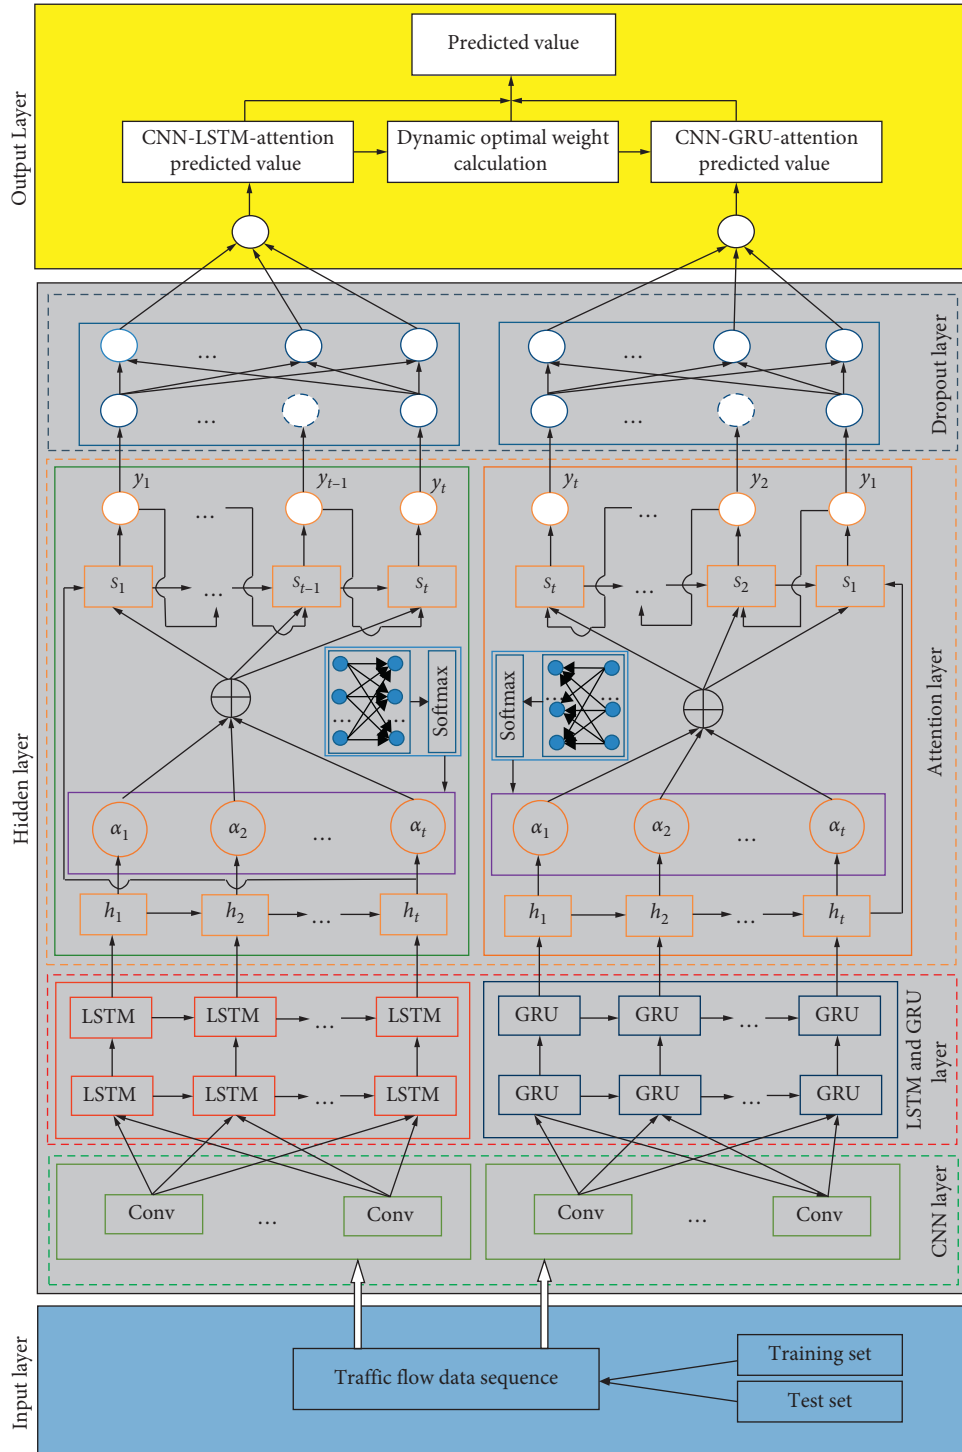 Output Layer
Predicted value
CNN-LSTM-attention
predicted value
Dynamic optimal weight
calculation
CNN-GRU-attention
predicted value
Hidden layer
Dropout layer
...
...
...
...
y1
yt–1
yt
yt
y2
y1
Attention layer
...
...
s1
...
st–1
st
st
...
s2
s1
...
...
Softmax
Softmax
...
...
α1
α2
...
αt
α1
α2
...
αt
h1
h2
...
ht
h1
h2
...
ht
LSTM and GRU
layer
LSTM
LSTM
...
LSTM
GRU
GRU
...
GRU
LSTM
LSTM
...
LSTM
GRU
GRU
...
GRU
CNN layer
Conv
...
Conv
Conv
...
Conv
Input layer
Traffic flow data sequence
Training set
Test set